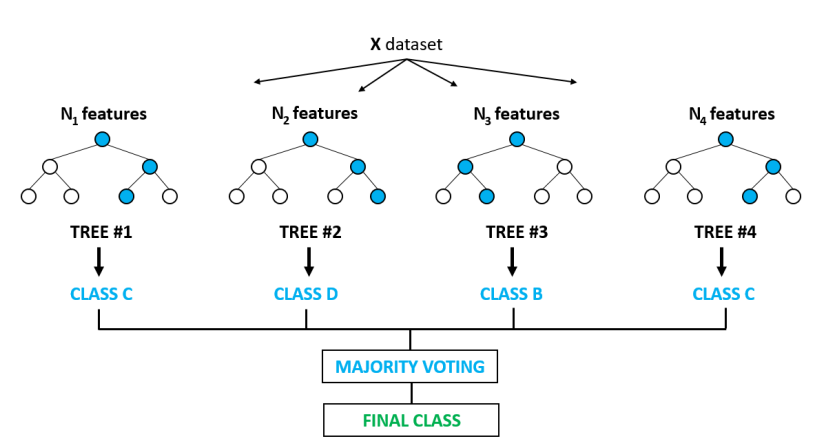 X dataset
N1 features
N2 features
N3 features
N4 features
TREE #1
TREE #2
TREE #3
TREE #4
CLASS C
CLASS D
CLASS B
CLASS C
MAJORITY VOTING
FINAL CLASS